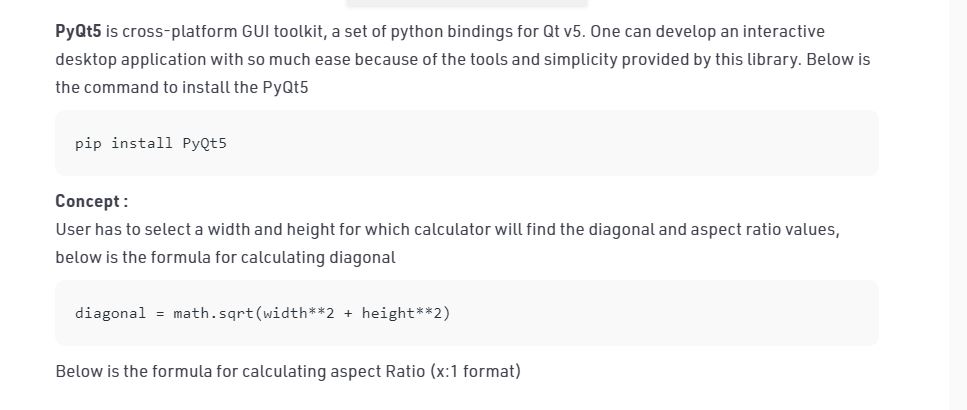 PyQt5 is cross-platform GUI toolkit, a set of python bindings for Qt v5. One can develop an interactive
desktop application with so much ease because of the tools and simplicity provided by this library. Below is
the command to install the PyQt5
pip install PyQt5
Concept :
User has to select a width and height for which calculator will find the diagonal and aspect ratio values,
below is the formula for calculating diagonal
diagonal = math.sqrt(width**2 + height**2)
Below is the formula for calculating aspect Ratio (x:1 format)